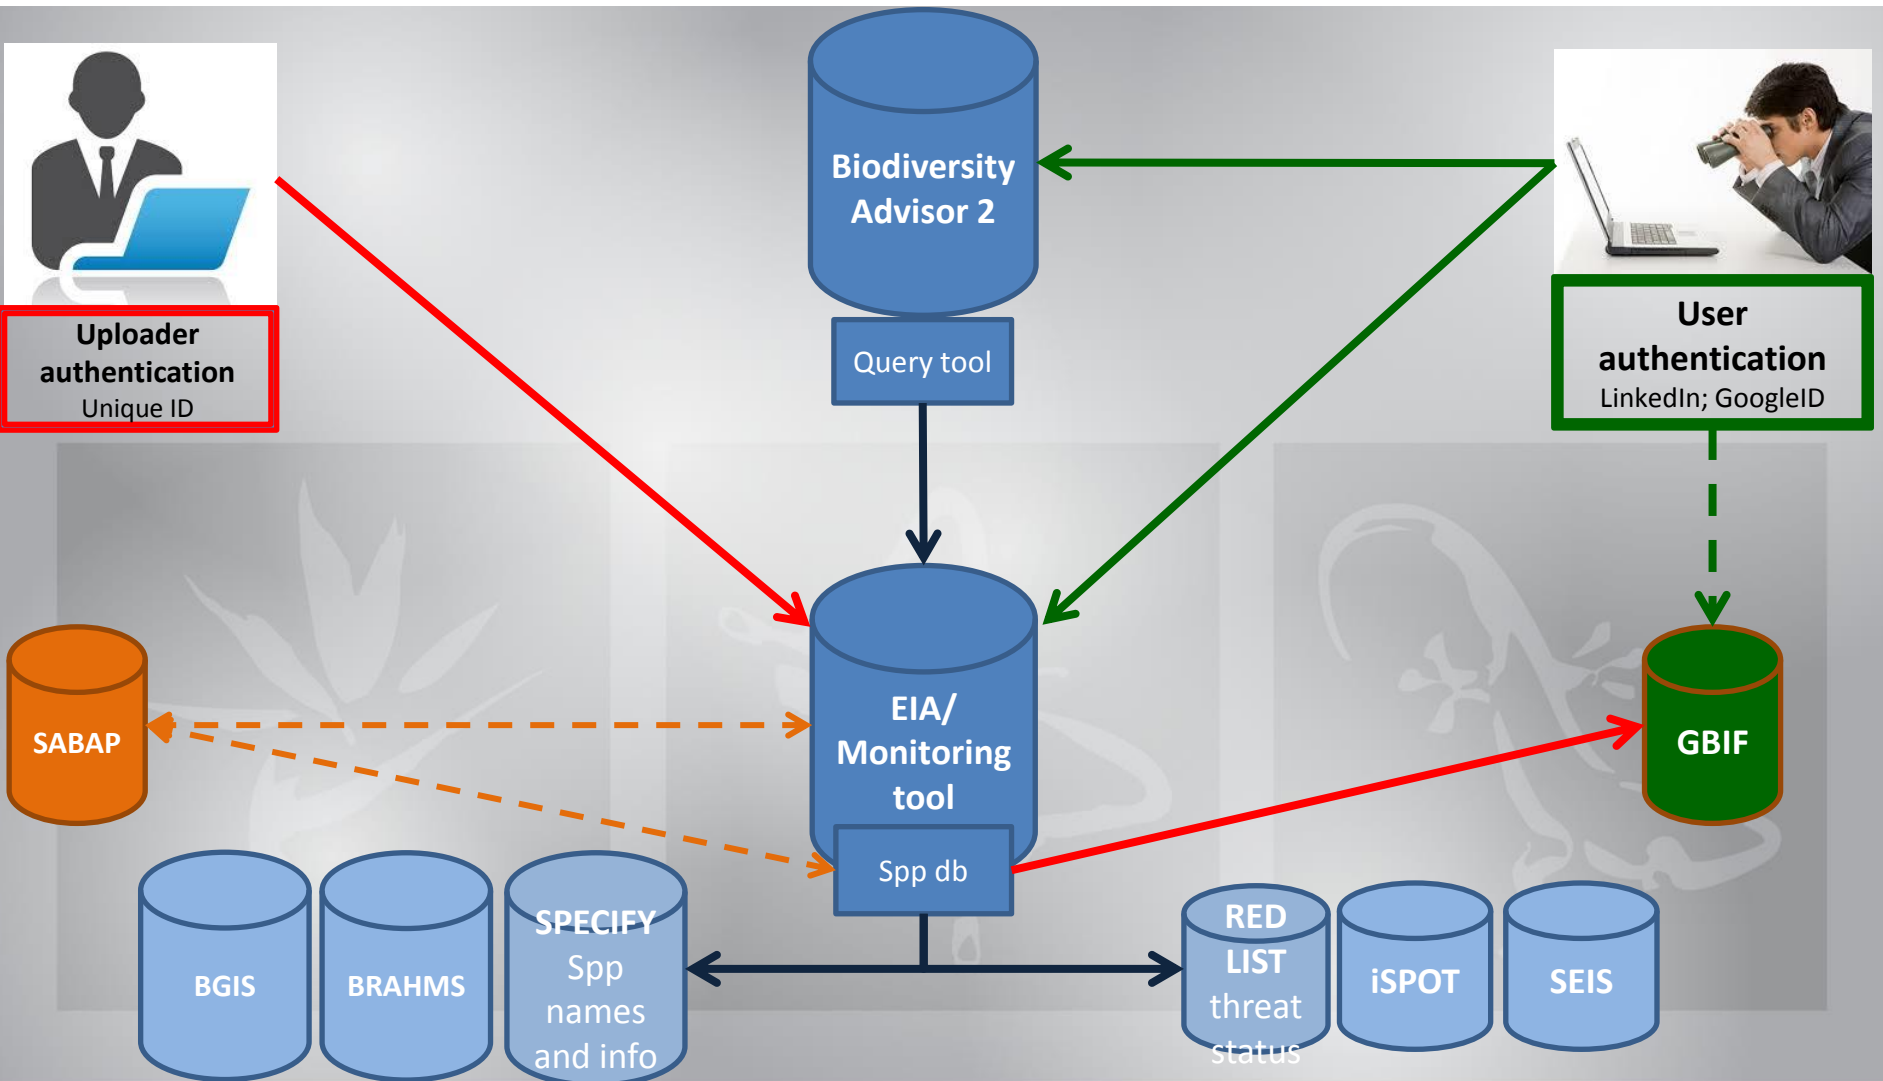 Biodiversity
Advisor 2
Query tool
Uploader
authentication
Unique ID
User
authentication
LinkedIn; GoogleID
SABAP
EIA/
Monitoring
tool
Spp db
GBIF
BGIS
BRAHMS
SPECIFY
Spp
names
and info
RED
LIST
threat
status
iSPOT
SEIS